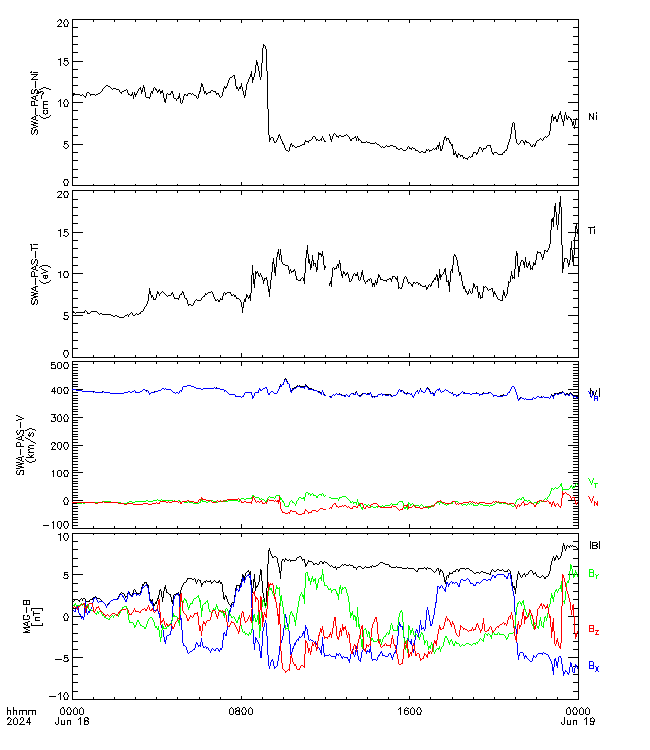 20
15
10
5
0
SWA-PAS-Ni
(cm⁻³)
Ni
20
15
10
5
0
SWA-PAS-Ti
(eV)
Ti
500
400
300
200
100
0
-100
SWA-PAS-V
(km/s)
|V|
V_R
V_T
V_N
10
5
0
-5
-10
MAG-B
[nT]
|B|
B_Y
B_Z
B_X
hhmm 0000 0800 1600 0000
2024 Jun 18 Jun 19